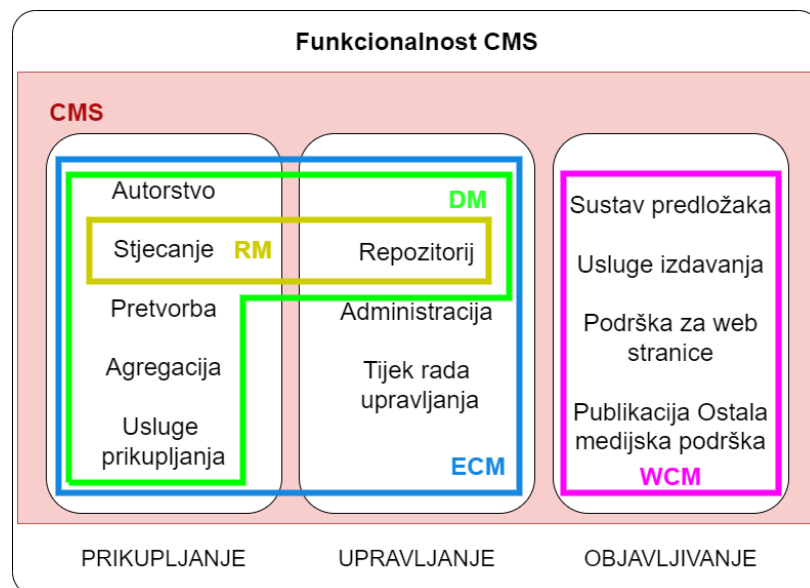 Funkcionalnost CMS
CMS
Autorstvo
Stjecanje
Pretvorba
Agregacija
Usluge
prikupljanja
RM
DM
Repozitorij
Administracija
Tijek rada
upravljanja
ECM
Sustav predložaka
Usluge izdavanja
Podrška za web
stranice
Publikacija Ostala
medijska podrška
WCM
PRIKUPLJANJE
UPRAVLJANJE
OBJAVLJIVANJE